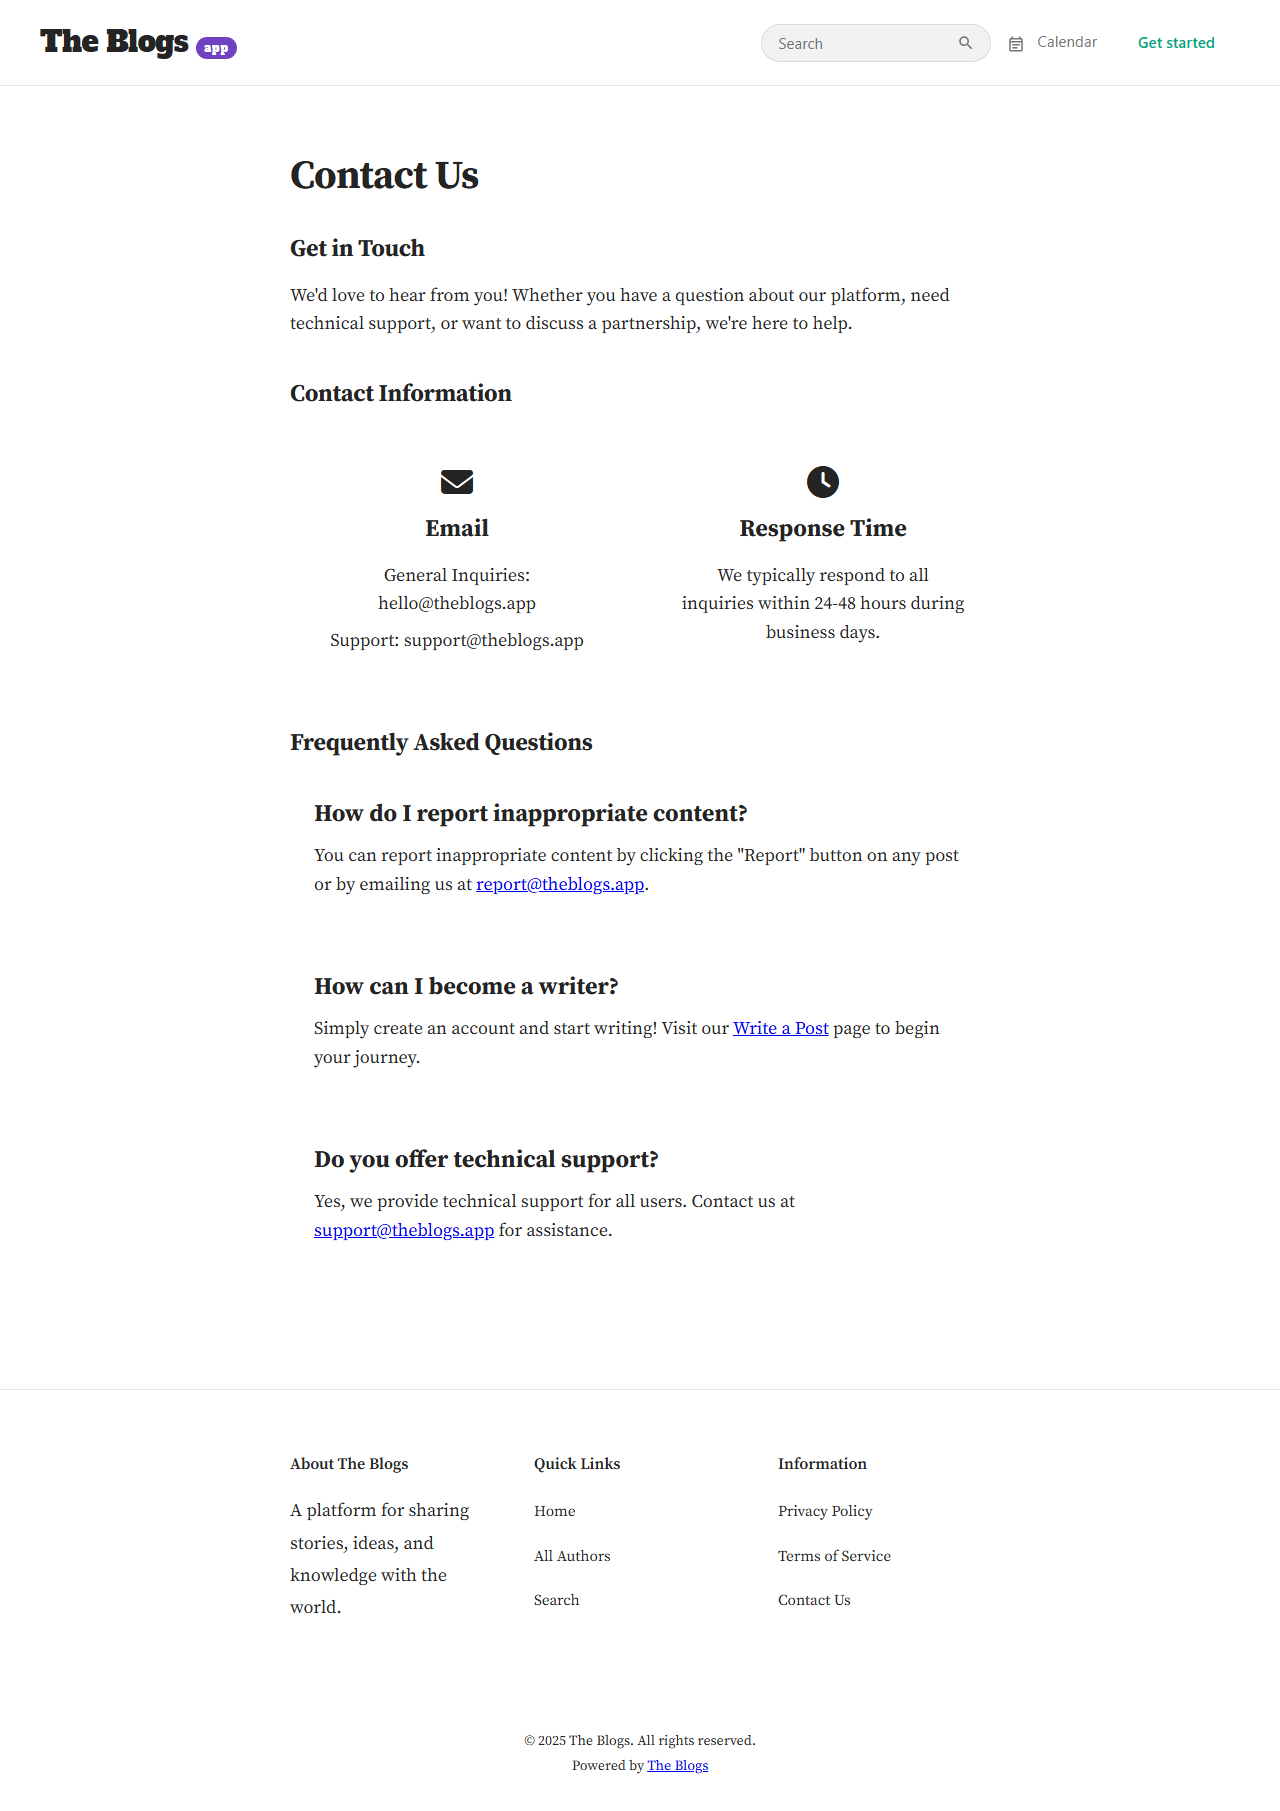 The Blogs app
Search
Calendar
Get started
Contact Us
Get in Touch
We'd love to hear from you! Whether you have a question about our platform, need
technical support, or want to discuss a partnership, we're here to help.
Contact Information
Email
General Inquiries:
hello@theblogs.app
Support: support@theblogs.app
Response Time
We typically respond to all
inquiries within 24-48 hours during
business days.
Frequently Asked Questions
How do I report inappropriate content?
You can report inappropriate content by clicking the "Report" button on any post
or by emailing us at report@theblogs.app.
How can I become a writer?
Simply create an account and start writing! Visit our Write a Post page to begin
your journey.
Do you offer technical support?
Yes, we provide technical support for all users. Contact us at
support@theblogs.app for assistance.
About The Blogs
A platform for sharing
stories, ideas, and
knowledge with the
world.
Quick Links
Home
All Authors
Search
Information
Privacy Policy
Terms of Service
Contact Us
© 2025 The Blogs. All rights reserved.
Powered by The Blogs